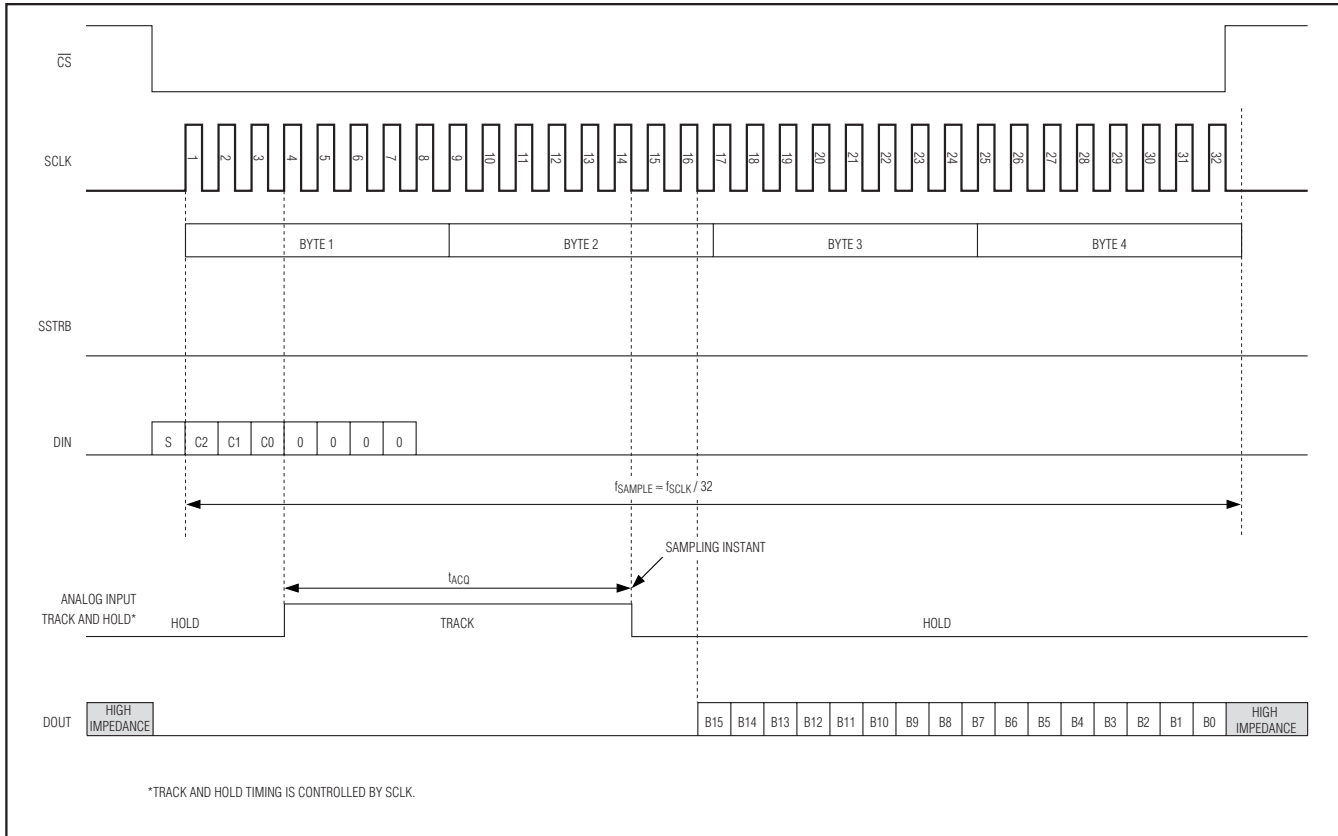 CS
SCLK
1 2 3 4 5 6 7 8 9 10 11 12 13 14 15 16 17 18 19 20 21 22 23 24 25 26 27 28 29 30 31 32
BYTE 1 BYTE 2 BYTE 3 BYTE 4
SSTRB
DIN
S C2 C1 C0 0 0 0 0
fSAMPLE = fSCLK / 32
SAMPLING INSTANT
tACQ
ANALOG INPUT
TRACK AND HOLD*
HOLD TRACK HOLD
DOUT
HIGH
IMPEDANCE
B15 B14 B13 B12 B11 B10 B9 B8 B7 B6 B5 B4 B3 B2 B1 B0
HIGH
IMPEDANCE
*TRACK AND HOLD TIMING IS CONTROLLED BY SCLK.